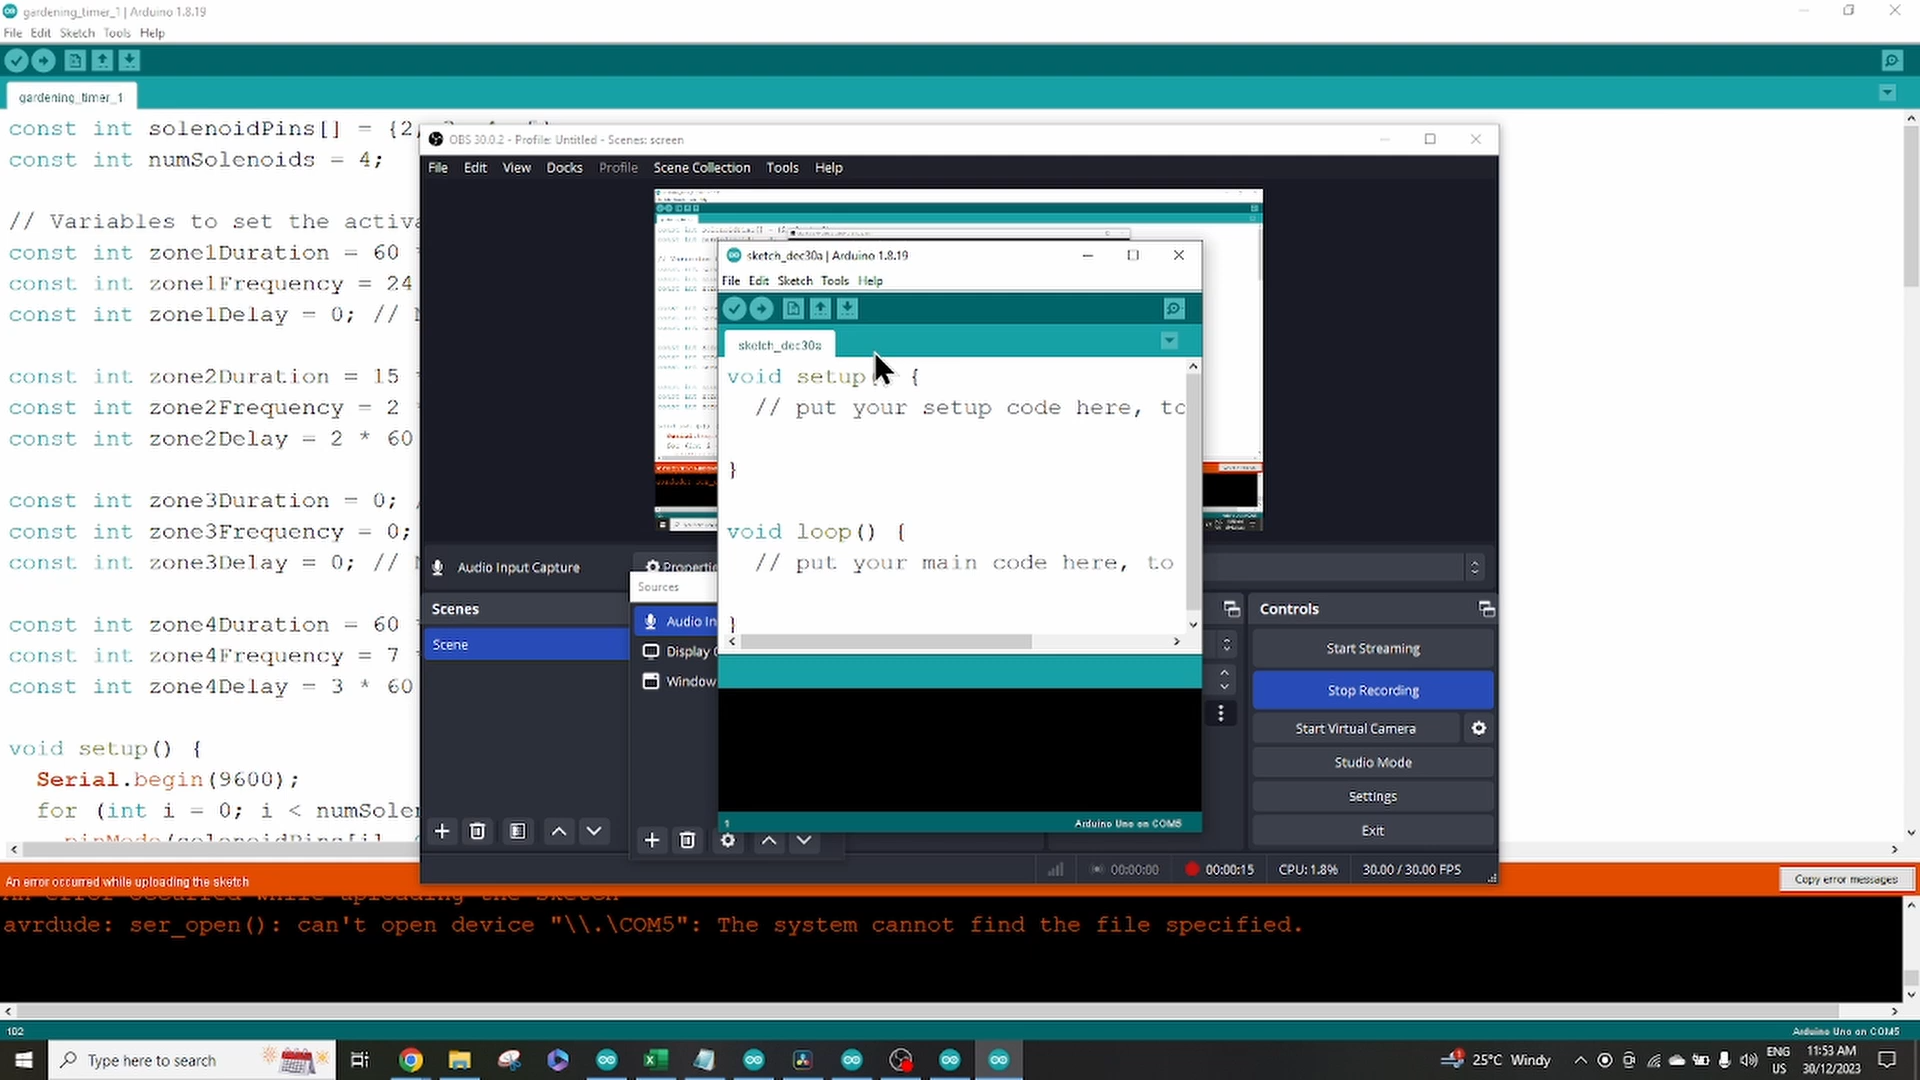 gardening_timer_1 | Arduino 1.8.19
File Edit Sketch Tools Help
gardening_timer_1
const int solenoidPins[] = {2,
const int numSolenoids = 4;
// Variables to set the activa
const int zone1Duration = 60
const int zone1Frequency = 24
const int zone1Delay = 0; //
const int zone2Duration = 15
const int zone2Frequency = 2
const int zone2Delay = 2 * 60
const int zone3Duration = 0;
const int zone3Frequency = 0;
const int zone3Delay = 0; //
const int zone4Duration = 60
const int zone4Frequency = 7
const int zone4Delay = 3 * 60
void setup() {
Serial.begin(9600);
for (int i = 0; i < numSolen
pinMode(solenoidPins[i],
OBS 30.0.2 - Profile: Untitled - Scenes: screen
File Edit View Docks Profile Scene Collection Tools Help
sketch_dec30a | Arduino 1.8.19
File Edit Sketch Tools Help
sketch_dec30a
void setup {
// put your setup code here, to
}
void loop() {
// put your main code here, to
}
1
Arduino Uno on COM5
Audio Input Capture
Properti
Scenes
Scene
Sources
Audio In
Display
Window
Controls
Start Streaming
Stop Recording
Start Virtual Camera
Studio Mode
Settings
Exit
00:00:00
00:00:15
CPU: 1.8%
30.00 / 30.00 FPS
An error occurred while uploading the sketch
Copy error messages
An error occurred while uploading the sketch
avrdude: ser_open(): can't open device "\\.\COM5": The system cannot find the file specified.
102
Arduino Uno on COM5
Type here to search
25°C Windy
ENG
US
11:53 AM
30/12/2023